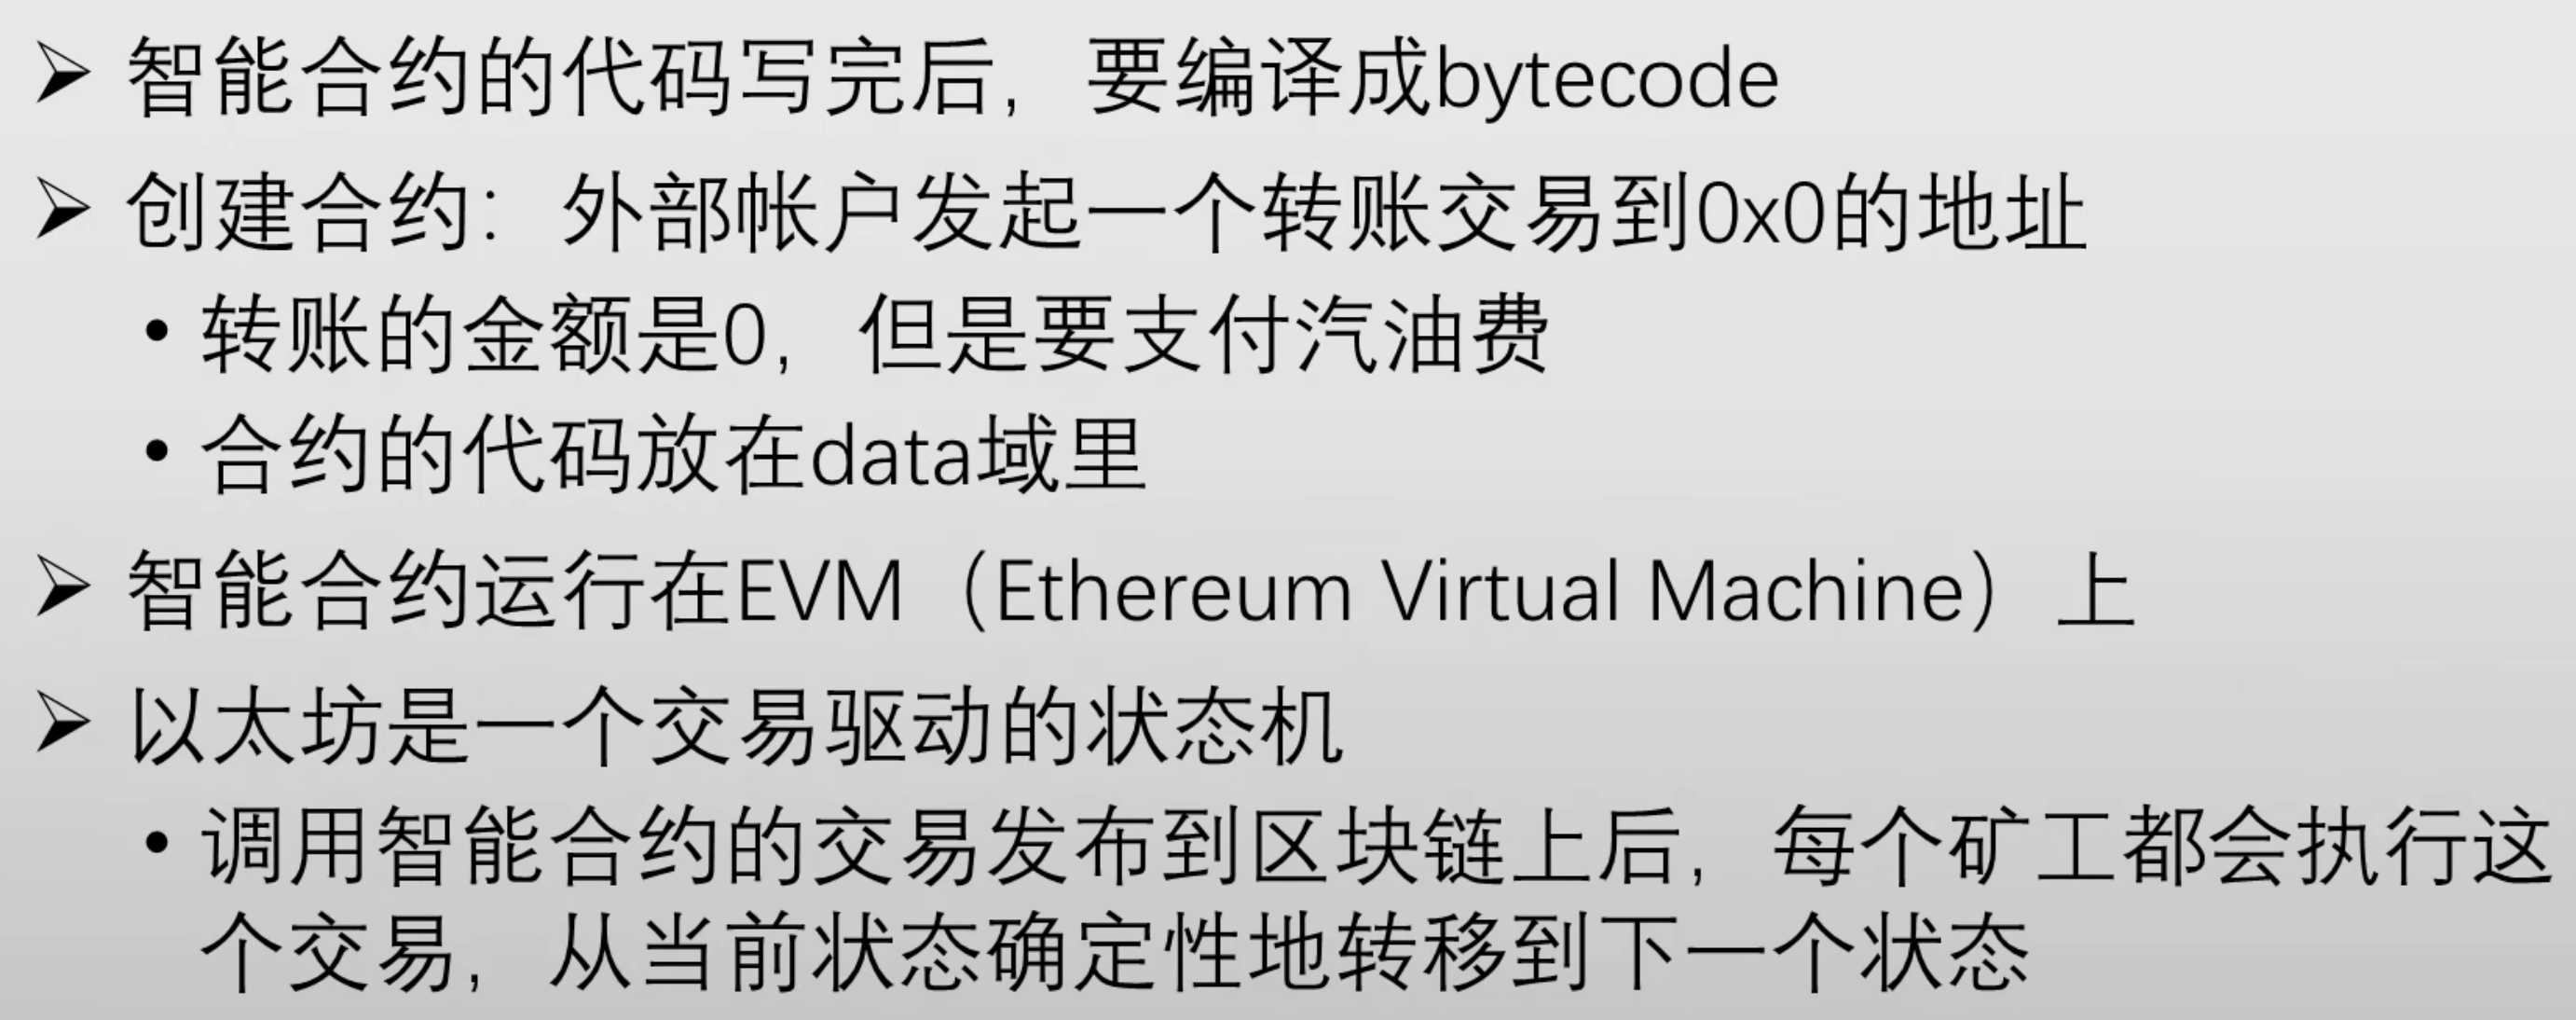 ➢ 智能合约的代码写完后，要编译成bytecode
➢ 创建合约：外部帐户发起一个转账交易到0x0的地址
• 转账的金额是0，但是要支付汽油费
• 合约的代码放在data域里
➢ 智能合约运行在EVM（Ethereum Virtual Machine）上
➢ 以太坊是一个交易驱动的状态机
• 调用智能合约的交易发布到区块链上后，每个矿工都会执行这
个交易，从当前状态确定性地转移到下一个状态